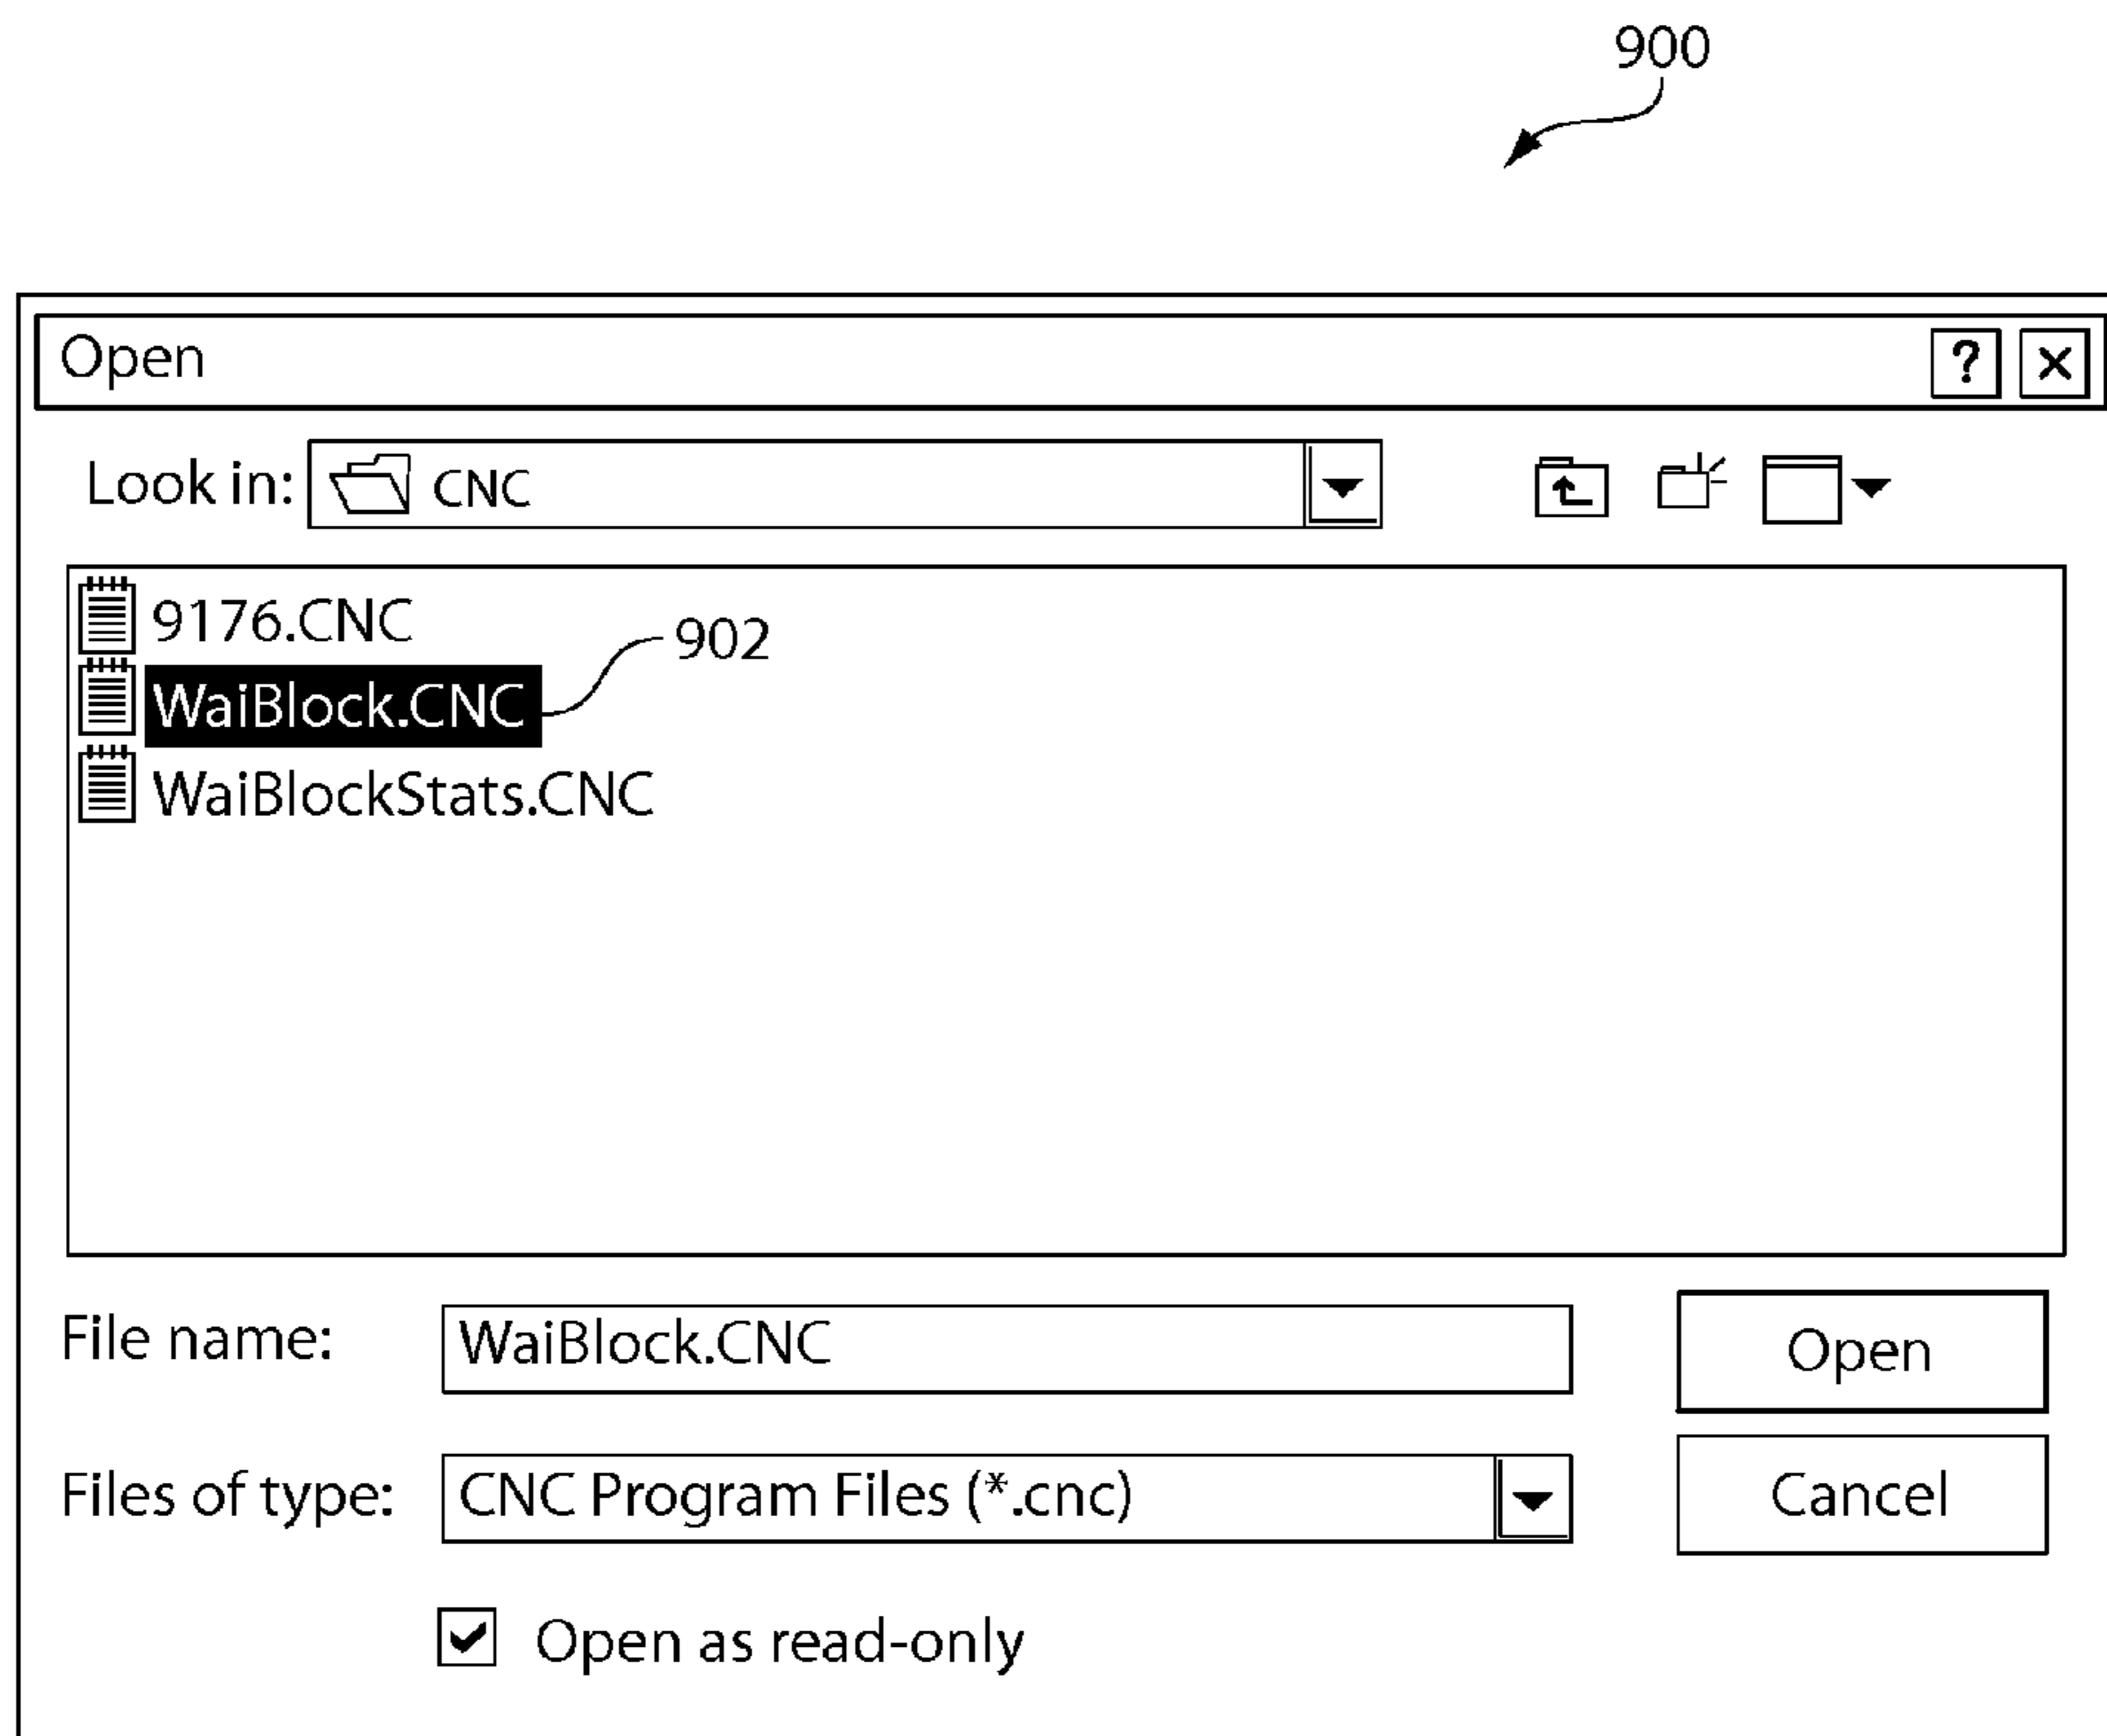 900
Open ? ×
Look in: CNC
9176.CNC
902
WaiBlock.CNC
WaiBlockStats.CNC
File name: WaiBlock.CNC Open
Files of type: CNC Program Files (*.cnc) Cancel
Open as read-only